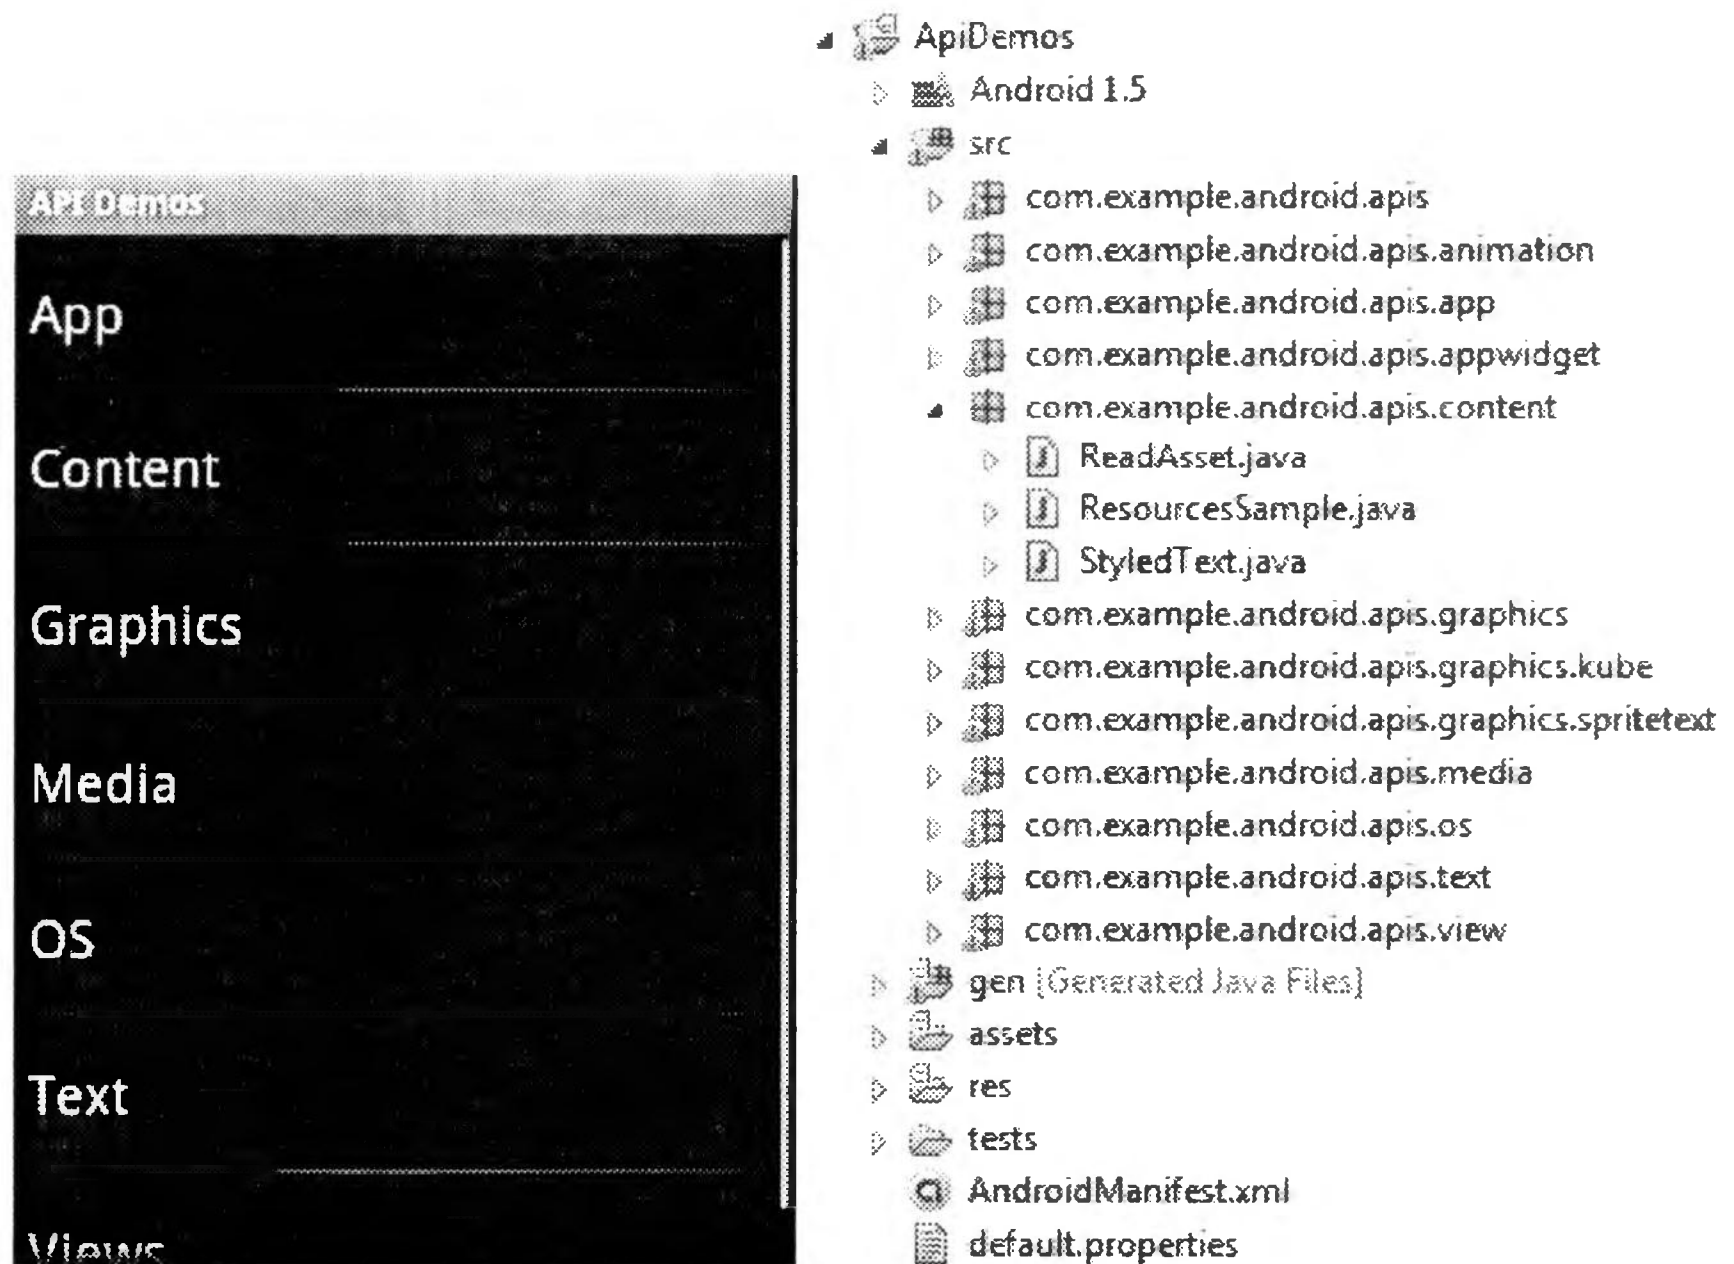 API Demos
App
Content
Graphics
Media
OS
Text
Views
ApiDemos
Android 1.5
src
com.example.android.apis
com.example.android.apis.animation
com.example.android.apis.app
com.example.android.apis.appwidget
com.example.android.apis.content
ReadAsset.java
ResourcesSample.java
StyledText.java
com.example.android.apis.graphics
com.example.android.apis.graphics.kube
com.example.android.apis.graphics.spritetext
com.example.android.apis.media
com.example.android.apis.os
com.example.android.apis.text
com.example.android.apis.view
gen [Generated Java Files]
assets
res
tests
AndroidManifest.xml
default.properties